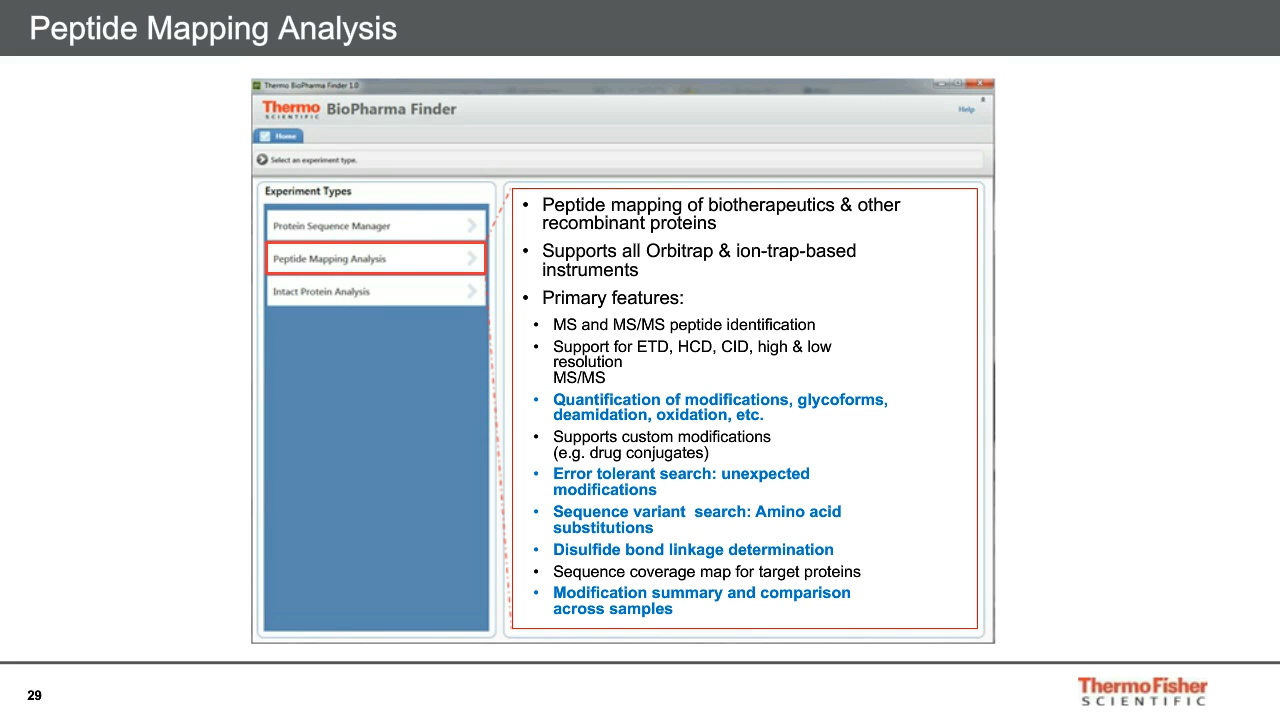 Peptide Mapping Analysis
Thermo BioPharma Finder 1.0
Thermo
SCIENTIFIC
BioPharma Finder
Help
Home
Select an experiment type.
Experiment Types
Protein Sequence Manager
Peptide Mapping Analysis
Intact Protein Analysis
• Peptide mapping of biotherapeutics & other
recombinant proteins
• Supports all Orbitrap & ion-trap-based
instruments
• Primary features:
• MS and MS/MS peptide identification
• Support for ETD, HCD, CID, high & low
resolution
MS/MS
• Quantification of modifications, glycoforms,
deamidation, oxidation, etc.
• Supports custom modifications
(e.g. drug conjugates)
• Error tolerant search: unexpected
modifications
• Sequence variant  search: Amino acid
substitutions
• Disulfide bond linkage determination
• Sequence coverage map for target proteins
• Modification summary and comparison
across samples
29
ThermoFisher
SCIENTIFIC